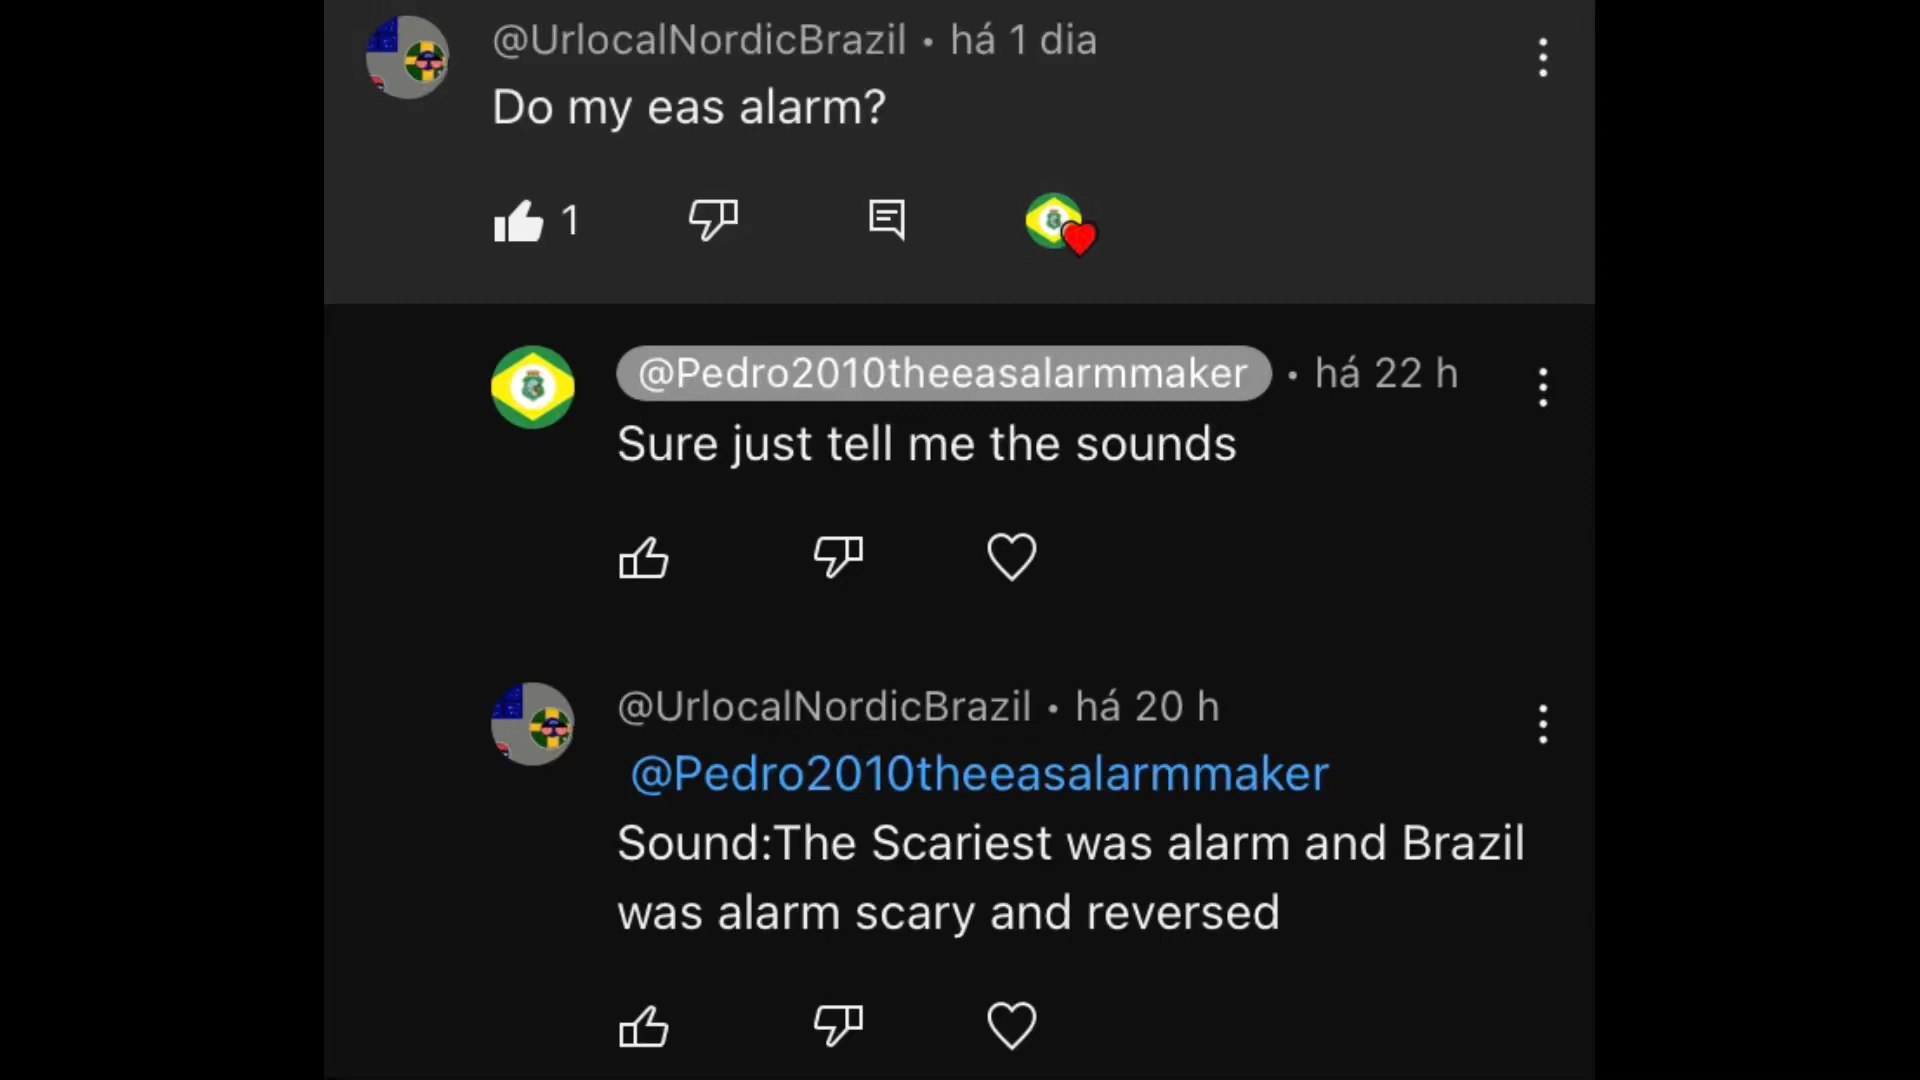 @UrlocalNordicBrazil • há 1 dia
Do my eas alarm?
1
@Pedro2010theeasalarmmaker • há 22 h
Sure just tell me the sounds
@UrlocalNordicBrazil • há 20 h
@Pedro2010theeasalarmmaker
Sound:The Scariest was alarm and Brazil
was alarm scary and reversed